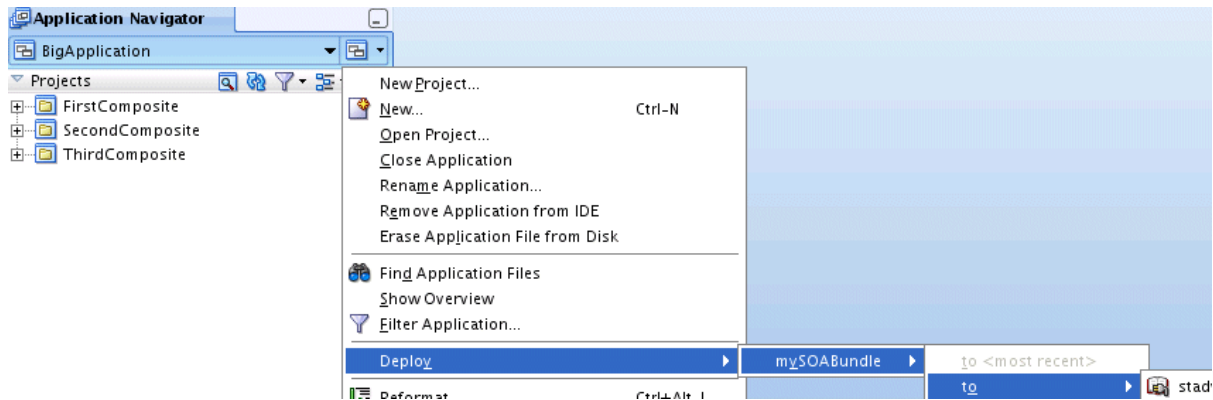 Application Navigator
BigApplication
Projects
FirstComposite
SecondComposite
ThirdComposite
New Project...
New... Ctrl-N
Open Project...
Close Application
Rename Application...
Remove Application from IDE
Erase Application File from Disk
Find Application Files
Show Overview
Filter Application...
Deploy mySOABundle to <most recent>
to
Reformat